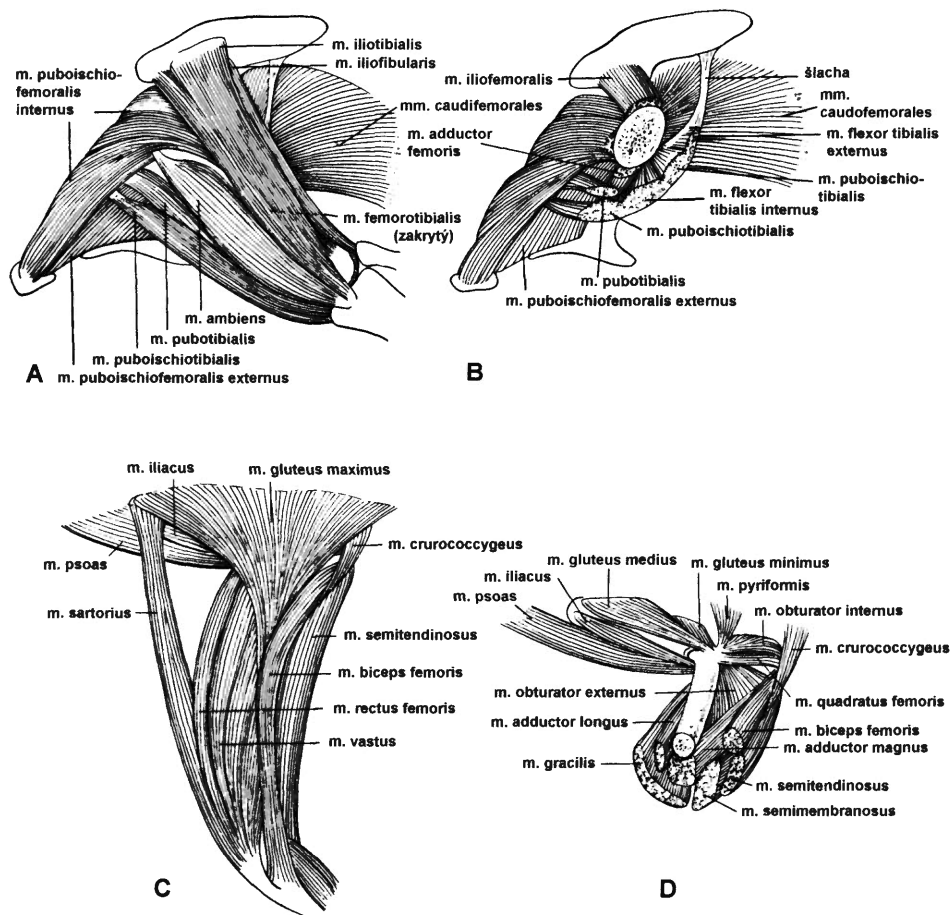 m. iliotibialis
m. iliofibularis
m. puboischio-
femoralis
internus
mm. caudifemorales
m. adductor
femoris
m. femorotibialis
(zakrytý)
m. ambiens
m. pubotibialis
m. puboischiotibialis
m. puboischiofemoralis externus
A
m. iliofemoralis
šlacha
mm.
caudofemorales
m. flexor tibialis
externus
m. puboischio-
tibialis
m. flexor
tibialis internus
m. puboischiotibialis
m. pubotibialis
m. puboischiofemoralis externus
B
m. iliacus
m. gluteus maximus
m. psoas
m. crurococcygeus
m. sartorius
m. semitendinosus
m. biceps femoris
m. rectus femoris
m. vastus
C
m. gluteus medius
m. gluteus minimus
m. iliacus
m. pyriformis
m. psoas
m. obturator internus
m. crurococcygeus
m. obturator externus
m. quadratus femoris
m. adductor longus
m. biceps femoris
m. adductor magnus
m. gracilis
m. semitendinosus
m. semimembranosus
D